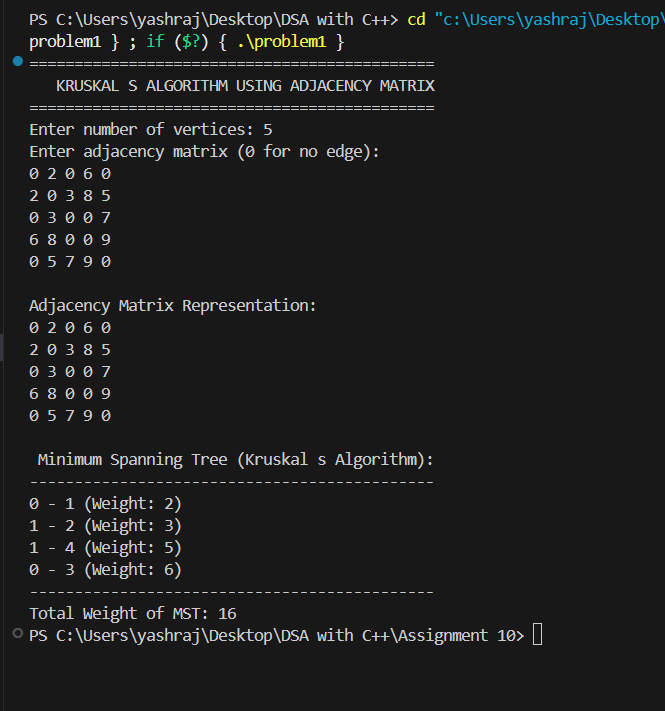 PS C:\Users\yashraj\Desktop\DSA with C++> cd "c:\Users\yashraj\Desktop\
problem1 } ; if ($?) { .\problem1 }
=============================================
KRUSKAL S ALGORITHM USING ADJACENCY MATRIX
=============================================
Enter number of vertices: 5
Enter adjacency matrix (0 for no edge):
0 2 0 6 0
2 0 3 8 5
0 3 0 0 7
6 8 0 0 9
0 5 7 9 0
Adjacency Matrix Representation:
0 2 0 6 0
2 0 3 8 5
0 3 0 0 7
6 8 0 0 9
0 5 7 9 0
Minimum Spanning Tree (Kruskal s Algorithm):
---------------------------------------------
0 - 1 (Weight: 2)
1 - 2 (Weight: 3)
1 - 4 (Weight: 5)
0 - 3 (Weight: 6)
---------------------------------------------
Total Weight of MST: 16
PS C:\Users\yashraj\Desktop\DSA with C++\Assignment 10>